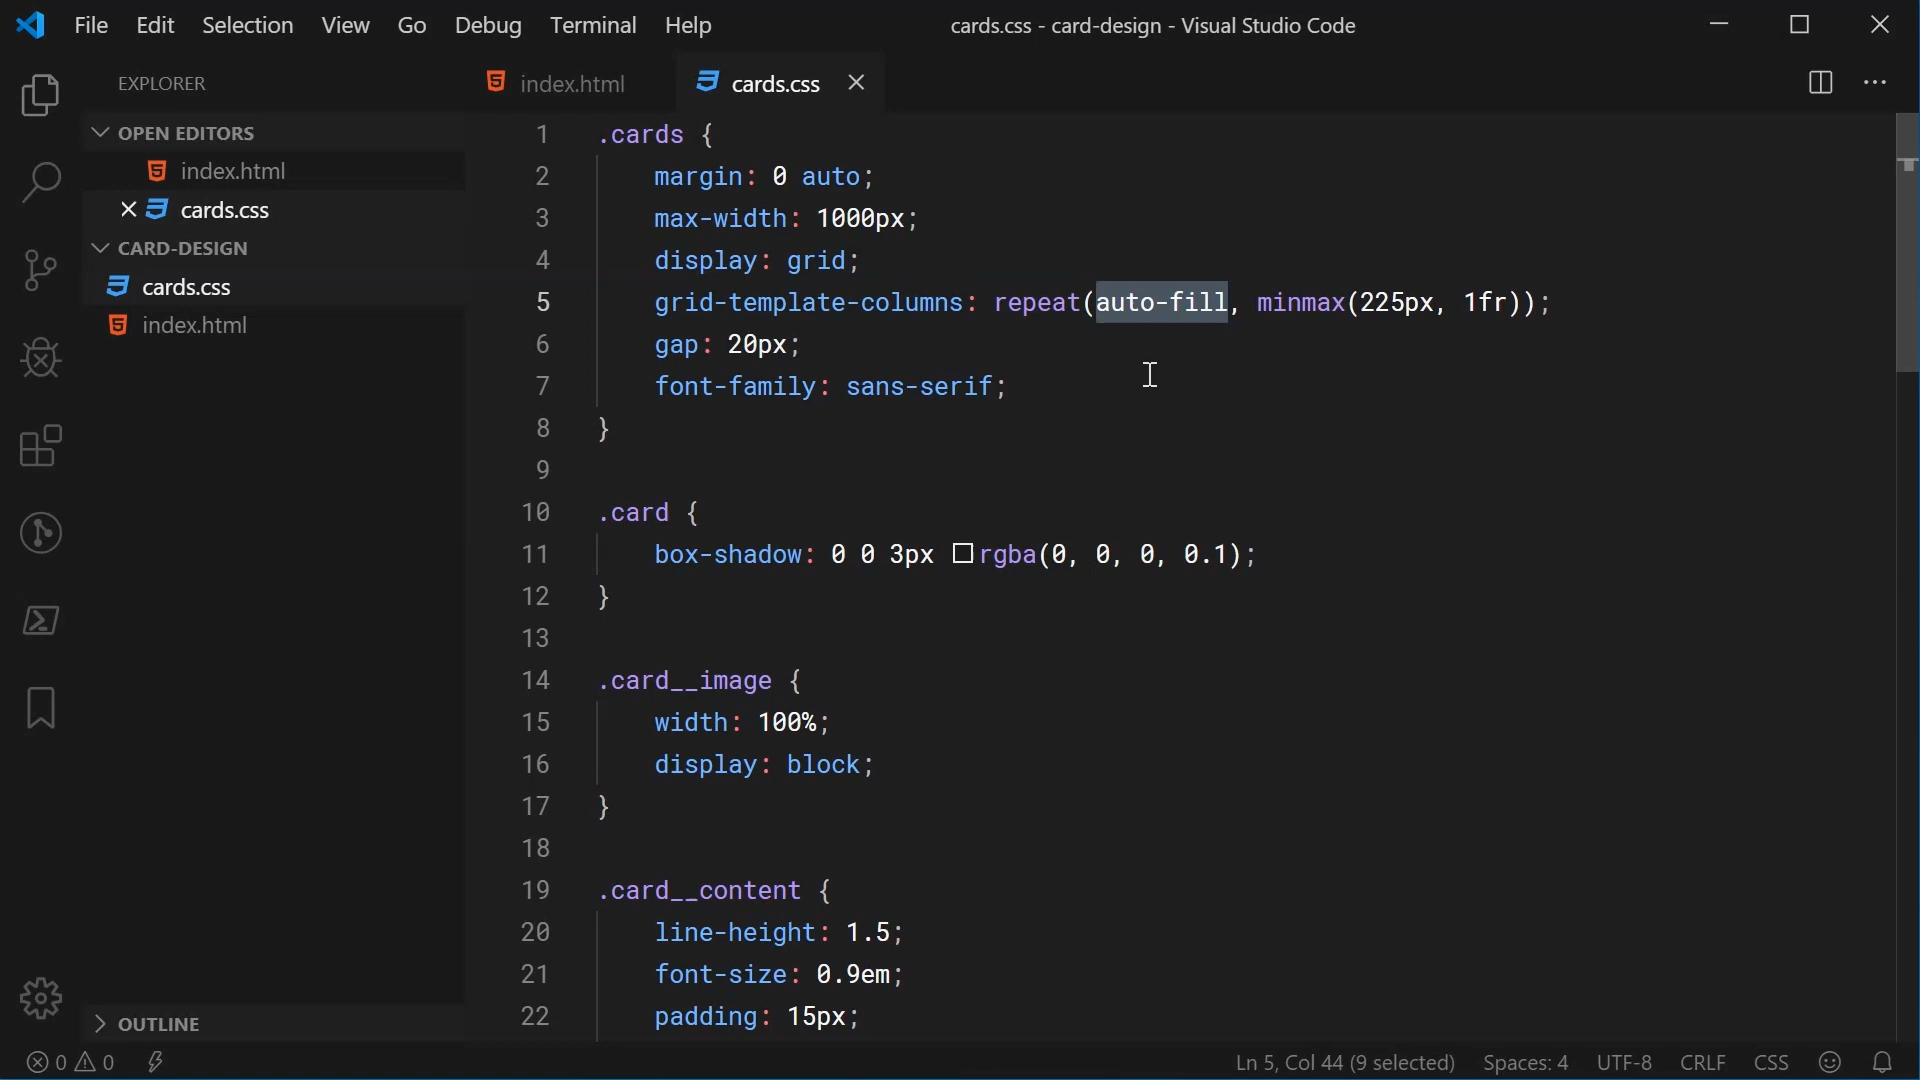 File Edit Selection View Go Debug Terminal Help cards.css - card-design - Visual Studio Code
EXPLORER
OPEN EDITORS
index.html
cards.css
CARD-DESIGN
cards.css
index.html
OUTLINE
index.html cards.css
1 .cards {
2 margin: 0 auto;
3 max-width: 1000px;
4 display: grid;
5 grid-template-columns: repeat(auto-fill, minmax(225px, 1fr));
6 gap: 20px;
7 font-family: sans-serif;
8 }
9
10 .card {
11 box-shadow: 0 0 3px rgba(0, 0, 0, 0.1);
12 }
13
14 .card__image {
15 width: 100%;
16 display: block;
17 }
18
19 .card__content {
20 line-height: 1.5;
21 font-size: 0.9em;
22 padding: 15px;
0 0 Ln 5, Col 44 (9 selected) Spaces: 4 UTF-8 CRLF CSS